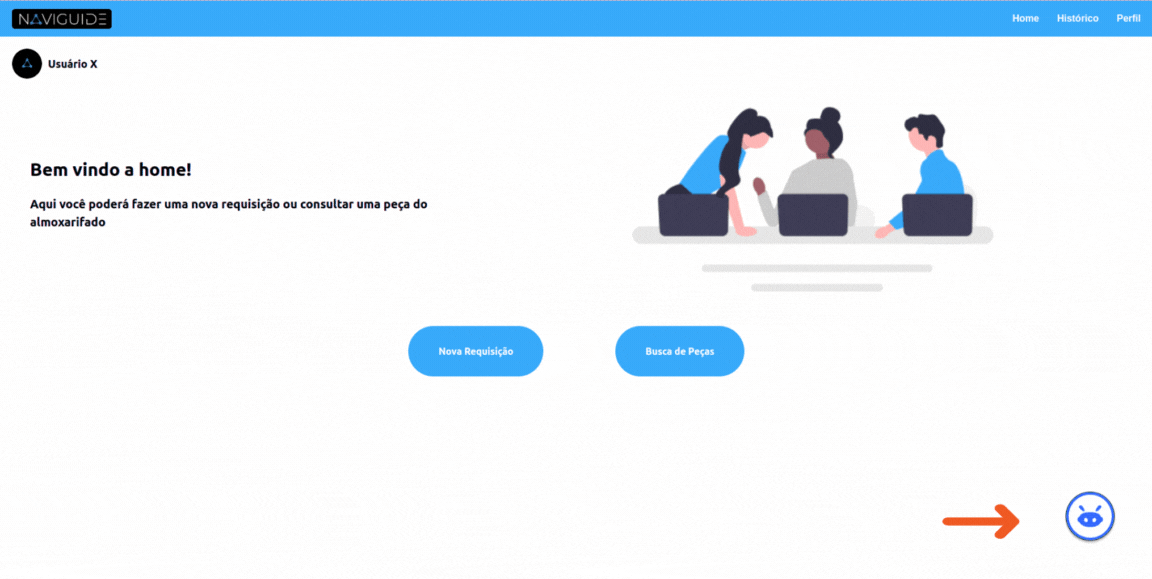 NAVIGUIDE
Home Histórico Perfil
Usuário X
Bem vindo a home!
Aqui você poderá fazer uma nova requisição ou consultar uma peça do
almoxarifado
Nova Requisição Busca de Peças